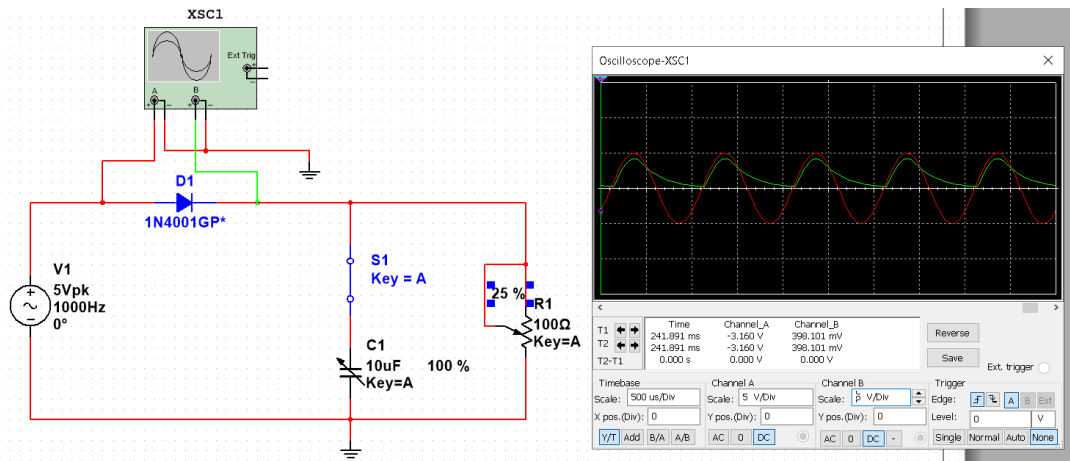 XSC1
Ext Trig
+
-
A
B
+ - + -
D1
1N4001GP*
V1
5Vpk
1000Hz
0°
S1
Key = A
C1
10uF 100 %
Key=A
25 %
R1
100Ω
Key=A
Oscilloscope-XSC1
Time Channel_A Channel_B
T1 241.891 ms -3.160 V 398.101 mV
T2 241.891 ms -3.160 V 398.101 mV
T2-T1 0.000 s 0.000 V 0.000 V
Reverse
Save
Ext. trigger
Timebase
Scale: 500 us/Div
X pos.(Div): 0
Y/T Add B/A A/B
Channel A
Scale: 5 V/Div
Y pos.(Div): 0
AC 0 DC
Channel B
Scale: V/Div
Y pos.(Div): 0
AC 0 DC -
Trigger
Edge: A B Ext
Level: 0 V
Single Normal Auto None